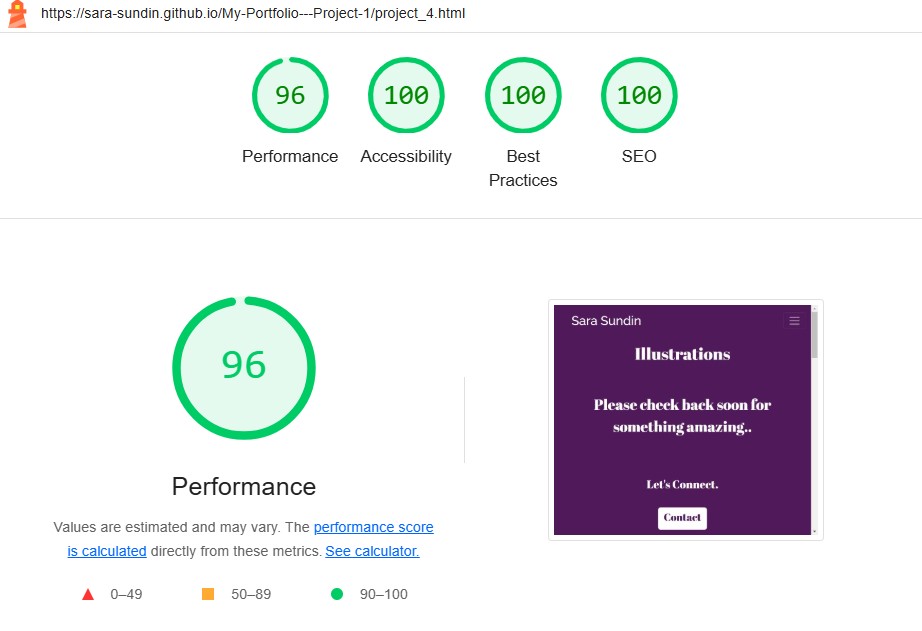 https://sara-sundin.github.io/My-Portfolio---Project-1/project_4.html
96 100 100 100
Performance Accessibility Best Practices SEO
96
Performance
Values are estimated and may vary. The performance score
is calculated directly from these metrics. See calculator.
0–49 50–89 90–100
Sara Sundin
Illustrations
Please check back soon for
something amazing..
Let's Connect.
Contact